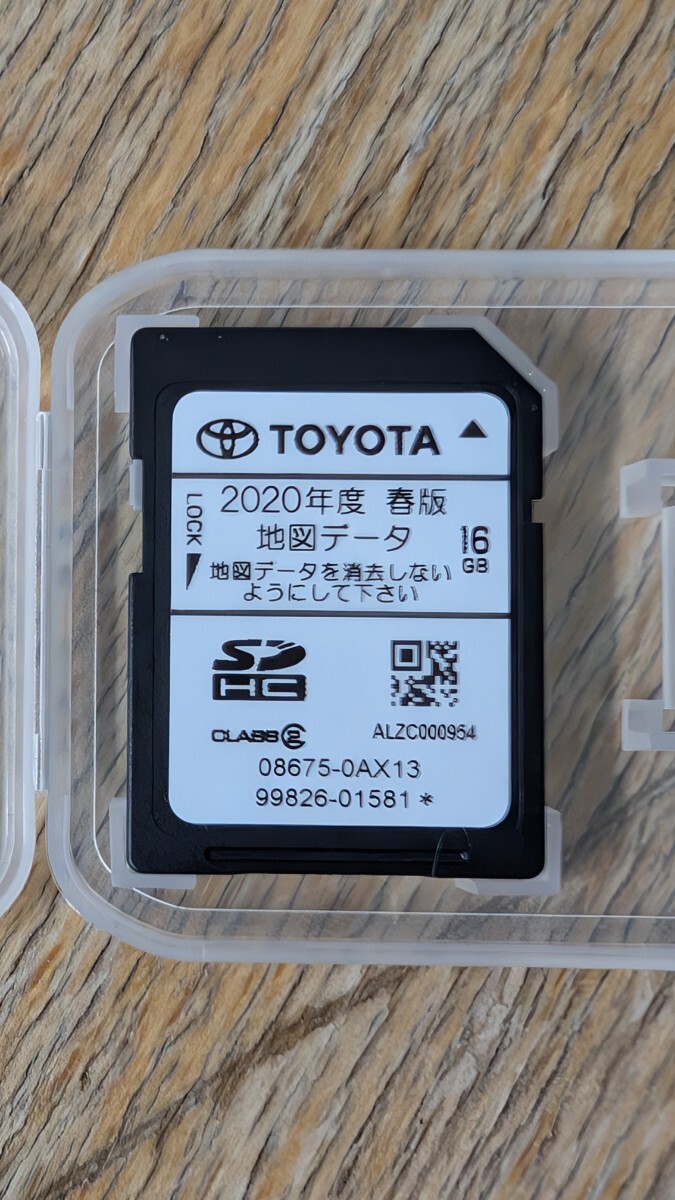 TOYOTA
2020年度 春版
地図データ
LOCK
16
GB
地図データを消去しない
ようにして下さい
SD
HC
CLASS2
ALZC000954
08675-0AX13
99826-01581*